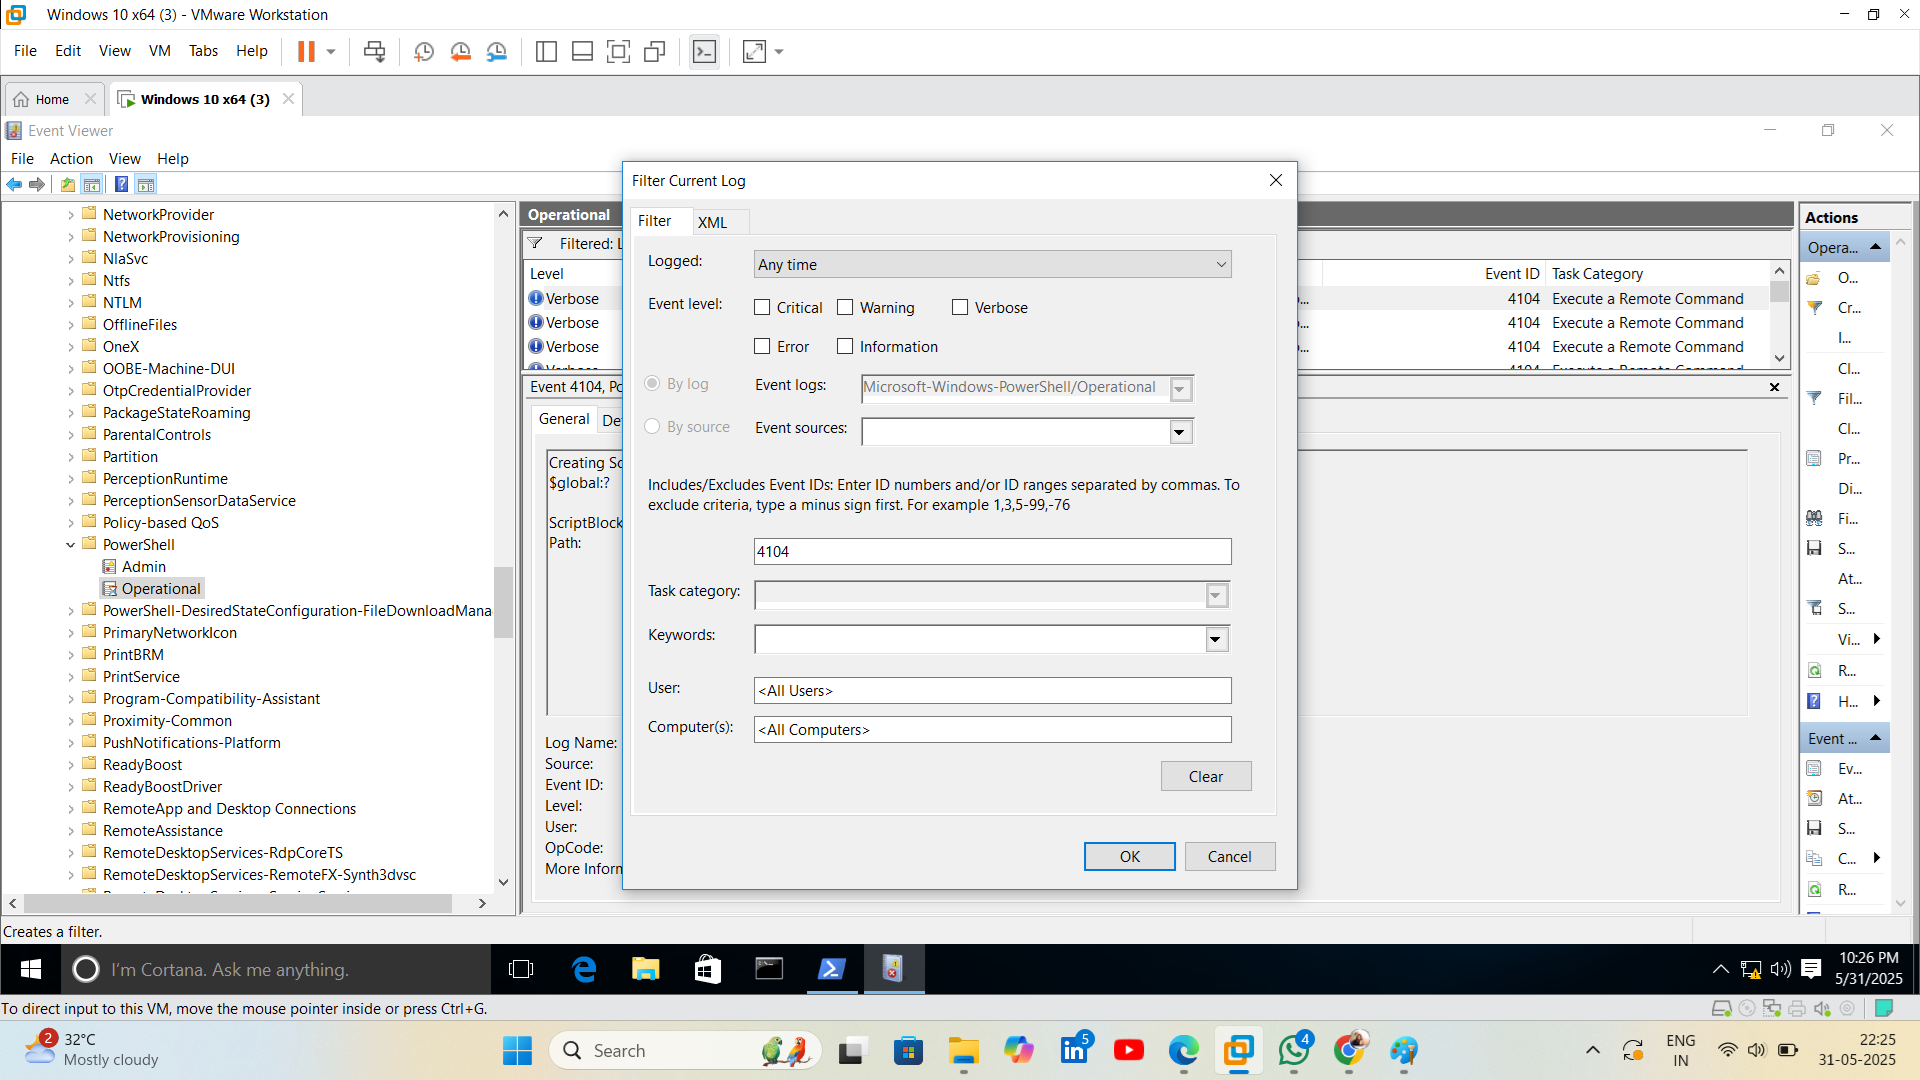 Windows 10 x64 (3) - VMware Workstation
File Edit View VM Tabs Help
Home Windows 10 x64 (3)
Event Viewer
File Action View Help
NetworkProvider
NetworkProvisioning
NlaSvc
Ntfs
NTLM
OfflineFiles
OneX
OOBE-Machine-DUI
OtpCredentialProvider
PackageStateRoaming
ParentalControls
Partition
PerceptionRuntime
PerceptionSensorDataService
Policy-based QoS
PowerShell
Admin
Operational
PowerShell-DesiredStateConfiguration-FileDownloadMana
PrimaryNetworkIcon
PrintBRM
PrintService
Program-Compatibility-Assistant
Proximity-Common
PushNotifications-Platform
ReadyBoost
ReadyBoostDriver
RemoteApp and Desktop Connections
RemoteAssistance
RemoteDesktopServices-RdpCoreTS
RemoteDesktopServices-RemoteFX-Synth3dvsc
Operational
Filtered: L
Level Event ID Task Category
Verbose 4104 Execute a Remote Command
Verbose 4104 Execute a Remote Command
Verbose 4104 Execute a Remote Command
Event 4104, Po
General De
Creating Sc
$global:?
ScriptBlock
Path:
Log Name:
Source:
Event ID:
Level:
User:
OpCode:
More Inform
Filter Current Log
Filter XML
Logged: Any time
Event level: Critical Warning Verbose
Error Information
By log Event logs: Microsoft-Windows-PowerShell/Operational
By source Event sources:
Includes/Excludes Event IDs: Enter ID numbers and/or ID ranges separated by commas. To
exclude criteria, type a minus sign first. For example 1,3,5-99,-76
4104
Task category:
Keywords:
User: <All Users>
Computer(s): <All Computers>
Clear
OK Cancel
Actions
Opera...
O...
Cr...
I...
Cl...
Fil...
Cl...
Pr...
Di...
Fi...
S...
At...
S...
Vi...
R...
H...
Event ...
Ev...
At...
S...
C...
R...
Creates a filter.
I'm Cortana. Ask me anything.
10:26 PM
5/31/2025
To direct input to this VM, move the mouse pointer inside or press Ctrl+G.
2
32°C
Mostly cloudy
Search
5
4
ENG
IN
22:25
31-05-2025